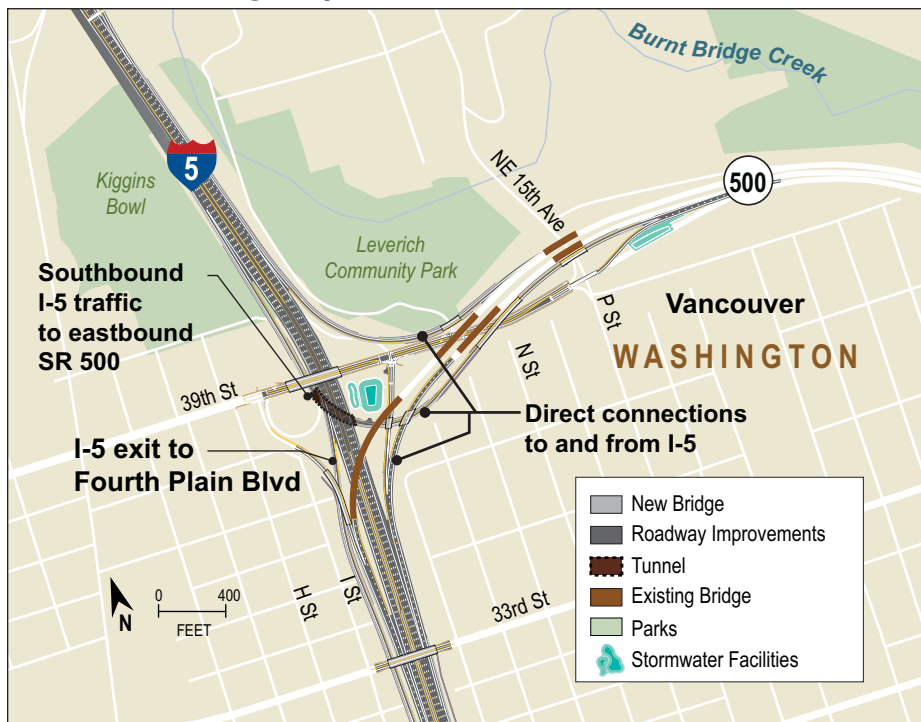 Burnt Bridge
Creek
5
500
NE 15th Ave
Kiggins
Bowl
Leverich
Community Park
Southbound
I-5 traffic
to eastbound
SR 500
P St
Vancouver
WASHINGTON
N St
39th St
Direct connections
to and from I-5
I-5 exit to
Fourth Plain Blvd
New Bridge
Roadway Improvements
Tunnel
Existing Bridge
Parks
Stormwater Facilities
0 400
FEET
N
H St
I St
33rd St